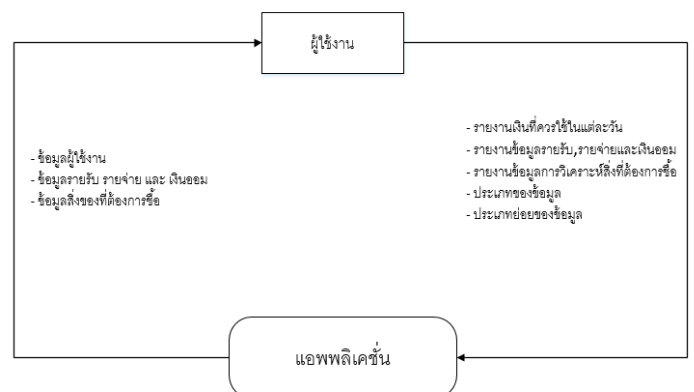 ผู้ใช้งาน
- ข้อมูลผู้ใช้งาน
- ข้อมูลรายรับ รายจ่าย และ เงินออม
- ข้อมูลสิ่งของที่ต้องการซื้อ
- รายงานเงินที่ควรใช้ในแต่ละวัน
- รายงานข้อมูลรายรับ,รายจ่ายและเงินออม
- รายงานข้อมูลการวิเคราะห์สิ่งที่ต้องการซื้อ
- ประเภทของข้อมูล
- ประเภทย่อยของข้อมูล
แอพพลิเคชั่น